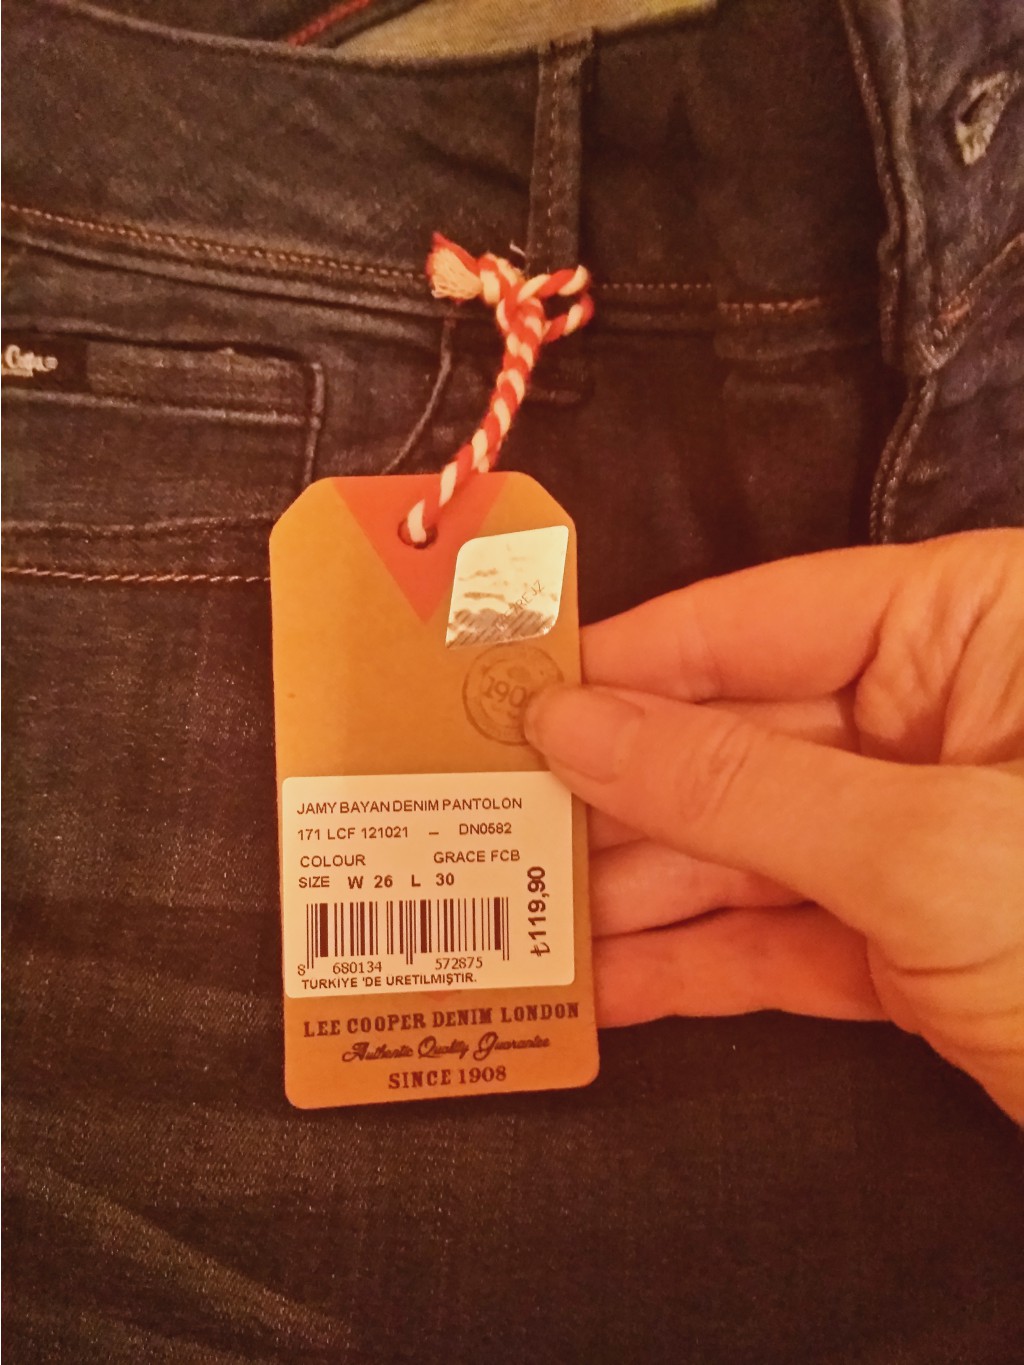 JAMY BAYAN DENIM PANTOLON
171 LCF 121021 – DN0582
COLOUR GRACE FCB
SIZE W 26 L 30
₺119,90
8 680134 572875
TURKIYE 'DE URETILMIŞTIR.
LEE COOPER DENIM LONDON
Authentic Quality Guarantee
SINCE 1908